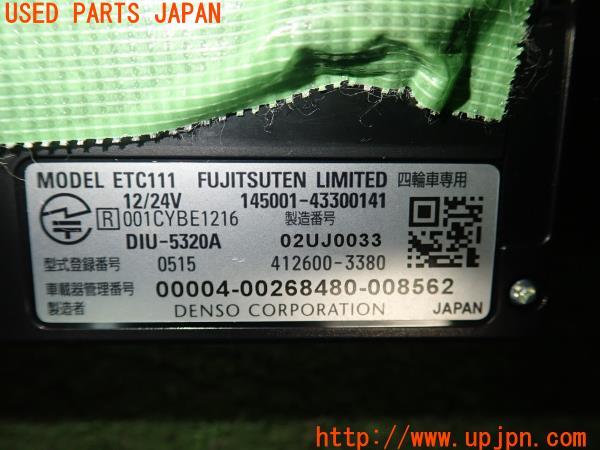 USED PARTS JAPAN
MODEL ETC111 FUJITSUTEN LIMITED 四輪車専用
12/24V 145001-43300141
R 001CYBE1216 製造番号
DIU-5320A 02UJ0033
型式登録番号 0515 412600-3380
車載器管理番号 00004-00268480-008562
製造者 DENSO CORPORATION JAPAN
http://www.upjpn.com